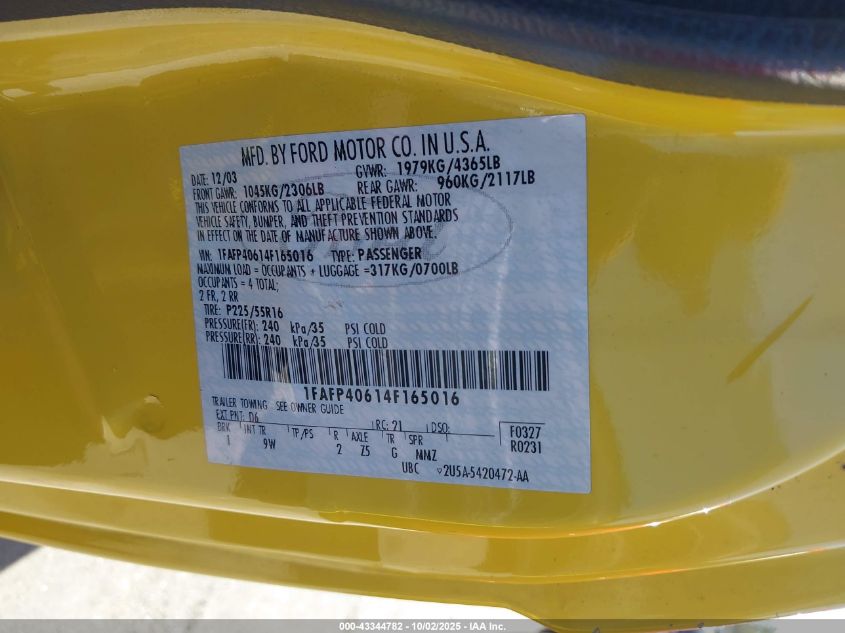 MFD. BY FORD MOTOR CO. IN U.S.A.
DATE: 12/03 GVWR: 1979KG/4365LB
FRONT GAWR: 1045KG/2306LB REAR GAWR: 960KG/2117LB
THIS VEHICLE CONFORMS TO ALL APPLICABLE FEDERAL MOTOR
VEHICLE SAFETY, BUMPER, AND THEFT PREVENTION STANDARDS
IN EFFECT ON THE DATE OF MANUFACTURE SHOWN ABOVE.
VIN: 1FAFP40614F165016 TYPE: PASSENGER
MAXIMUM LOAD = OCCUPANTS + LUGGAGE =317KG/0700LB
OCCUPANTS = 4 TOTAL;
2 FR, 2 RR
TIRE: P225/55R16
PRESSURE(FR): 240 kPa/35 PSI COLD
PRESSURE(RR): 240 kPa/35 PSI COLD
1FAFP40614F165016
TRAILER TOWING - SEE OWNER GUIDE
EXT PNT: D6 RC: 21 DSO: F0327
BRK INT TR TP/PS R AXLE TR SPR R0231
1 9W 2 Z5 G MMZ
UBC 2U5A-5420472-AA
000-43344782 - 10/02/2025 - IAA Inc.